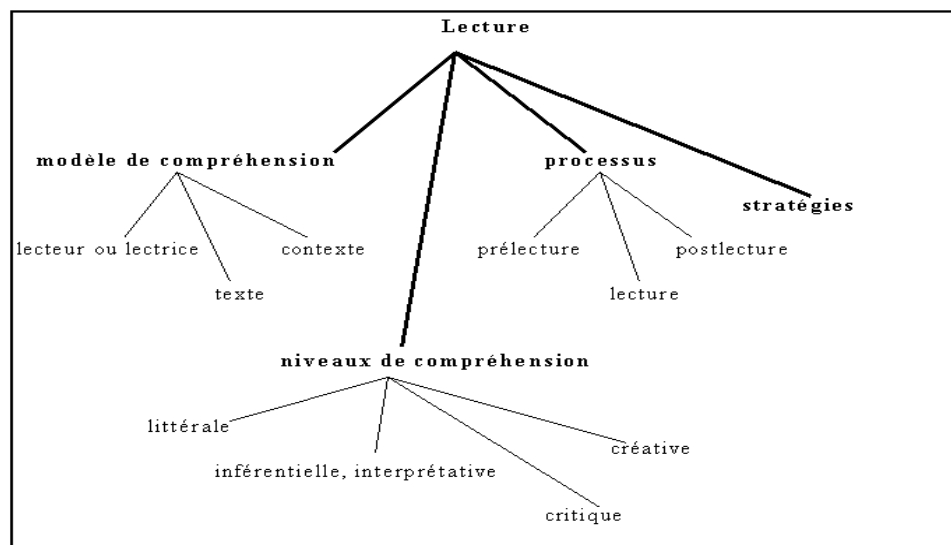 Lecture
modèle de compréhension
processus
stratégies
lecteur ou lectrice
contexte
prélecture
postlecture
texte
lecture
niveaux de compréhension
littérale
créative
inférentielle, interprétative
critique